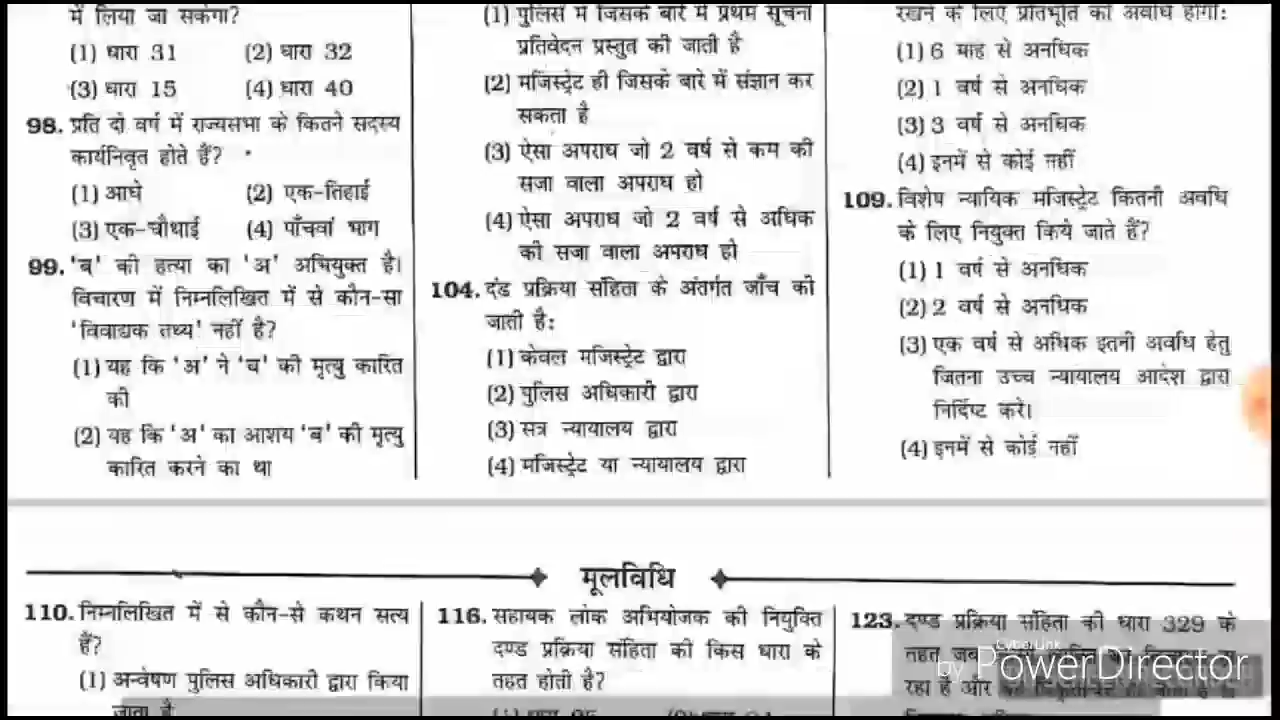 में लिया जा सकेगा?
(1) धारा 31 (2) धारा 32
(3) धारा 15 (4) धारा 40
98. प्रति दो वर्ष में राज्यसभा के कितने सदस्य
कार्यनिवृत होते हैं?
(1) आधे (2) एक-तिहाई
(3) एक-चौथाई (4) पाँचवां भाग
99. 'ब' की हत्या का 'अ' अभियुक्त है।
विचारण में निम्नलिखित में से कौन-सा
'विवाद्यक तथ्य' नहीं है?
(1) यह कि 'अ' ने 'ब' की मृत्यु कारित
की
(2) यह कि 'अ' का आशय 'ब' की मृत्यु
कारित करने का था
(1) पुलिस में जिसके बारे में प्रथम सूचना
प्रतिवेदन प्रस्तुत की जाती है
(2) मजिस्ट्रेट ही जिसके बारे में संज्ञान कर
सकता है
(3) ऐसा अपराध जो 2 वर्ष से कम की
सजा वाला अपराध हो
(4) ऐसा अपराध जो 2 वर्ष से अधिक
की सजा वाला अपराध हो
104. दंड प्रक्रिया संहिता के अंतर्गत जाँच की
जाती है:
(1) केवल मजिस्ट्रेट द्वारा
(2) पुलिस अधिकारी द्वारा
(3) सत्र न्यायालय द्वारा
(4) मजिस्ट्रेट या न्यायालय द्वारा
रखने के लिए प्रतिभूति की अवधि होगी:
(1) 6 माह से अनधिक
(2) 1 वर्ष से अनधिक
(3) 3 वर्ष से अनधिक
(4) इनमें से कोई नहीं
109. विशेष न्यायिक मजिस्ट्रेट कितनी अवधि
के लिए नियुक्त किये जाते हैं?
(1) 1 वर्ष से अनधिक
(2) 2 वर्ष से अनधिक
(3) एक वर्ष से अधिक इतनी अवधि हेतु
जितना उच्च न्यायालय आदेश द्वारा
निर्दिष्ट करे।
(4) इनमें से कोई नहीं
मूलविधि
110. निम्नलिखित में से कौन-से कथन सत्य
हैं?
(1) अन्वेषण पुलिस अधिकारी द्वारा किया
जाता है
116. सहायक लोक अभियोजक की नियुक्ति
दण्ड प्रक्रिया संहिता की किस धारा के
तहत होती है?
123. दण्ड प्रक्रिया संहिता की धारा 329 के
तहत जब
रहा है और
CyberLink
by PowerDirector